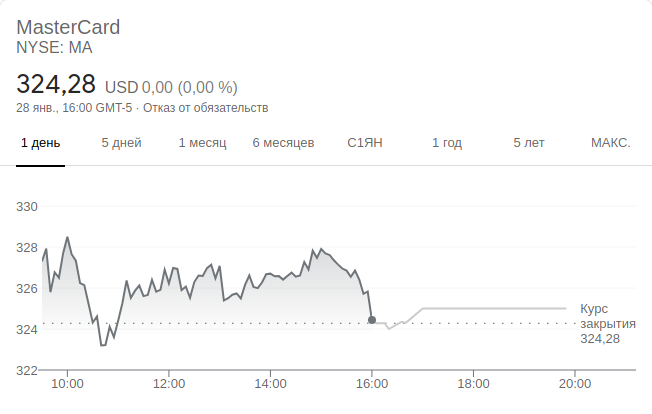 MasterCard
NYSE: MA
324,28 USD 0,00 (0,00 %)
28 янв., 16:00 GMT-5 · Отказ от обязательств
1 день 5 дней 1 месяц 6 месяцев С1ЯН 1 год 5 лет МАКС.
330
328
326
324
322
Курс
закрытия
324,28
10:00 12:00 14:00 16:00 18:00 20:00